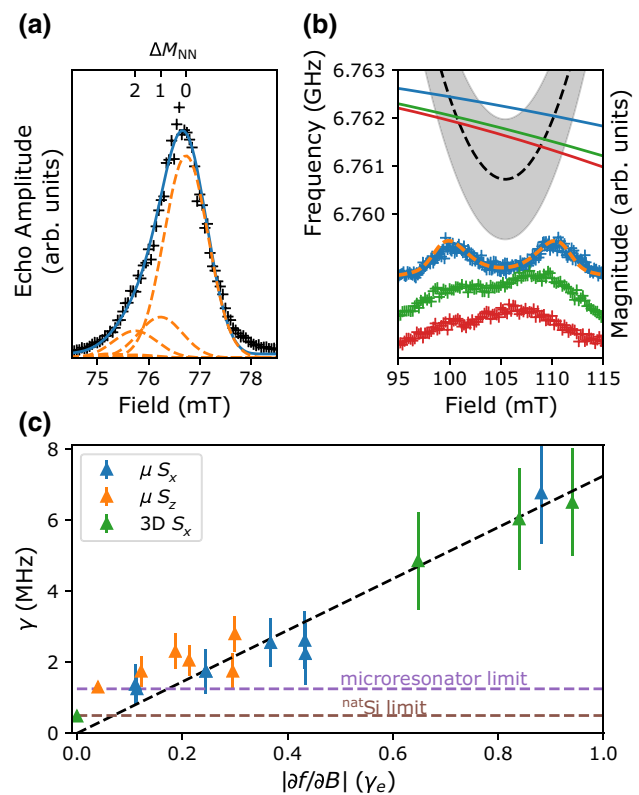 (a)
ΔM_NN
2 1 0
Echo Amplitude
(arb. units)
75 76 77 78
Field (mT)
(b)
Frequency (GHz)
6.763
6.762
6.761
6.760
Magnitude (arb. units)
95 100 105 110 115
Field (mT)
(c)
γ (MHz)
8
6
4
2
0
μ S_x
μ S_z
3D S_x
microresonator limit
^natSi limit
0.0 0.2 0.4 0.6 0.8 1.0
|∂f/∂B| (γ_e)